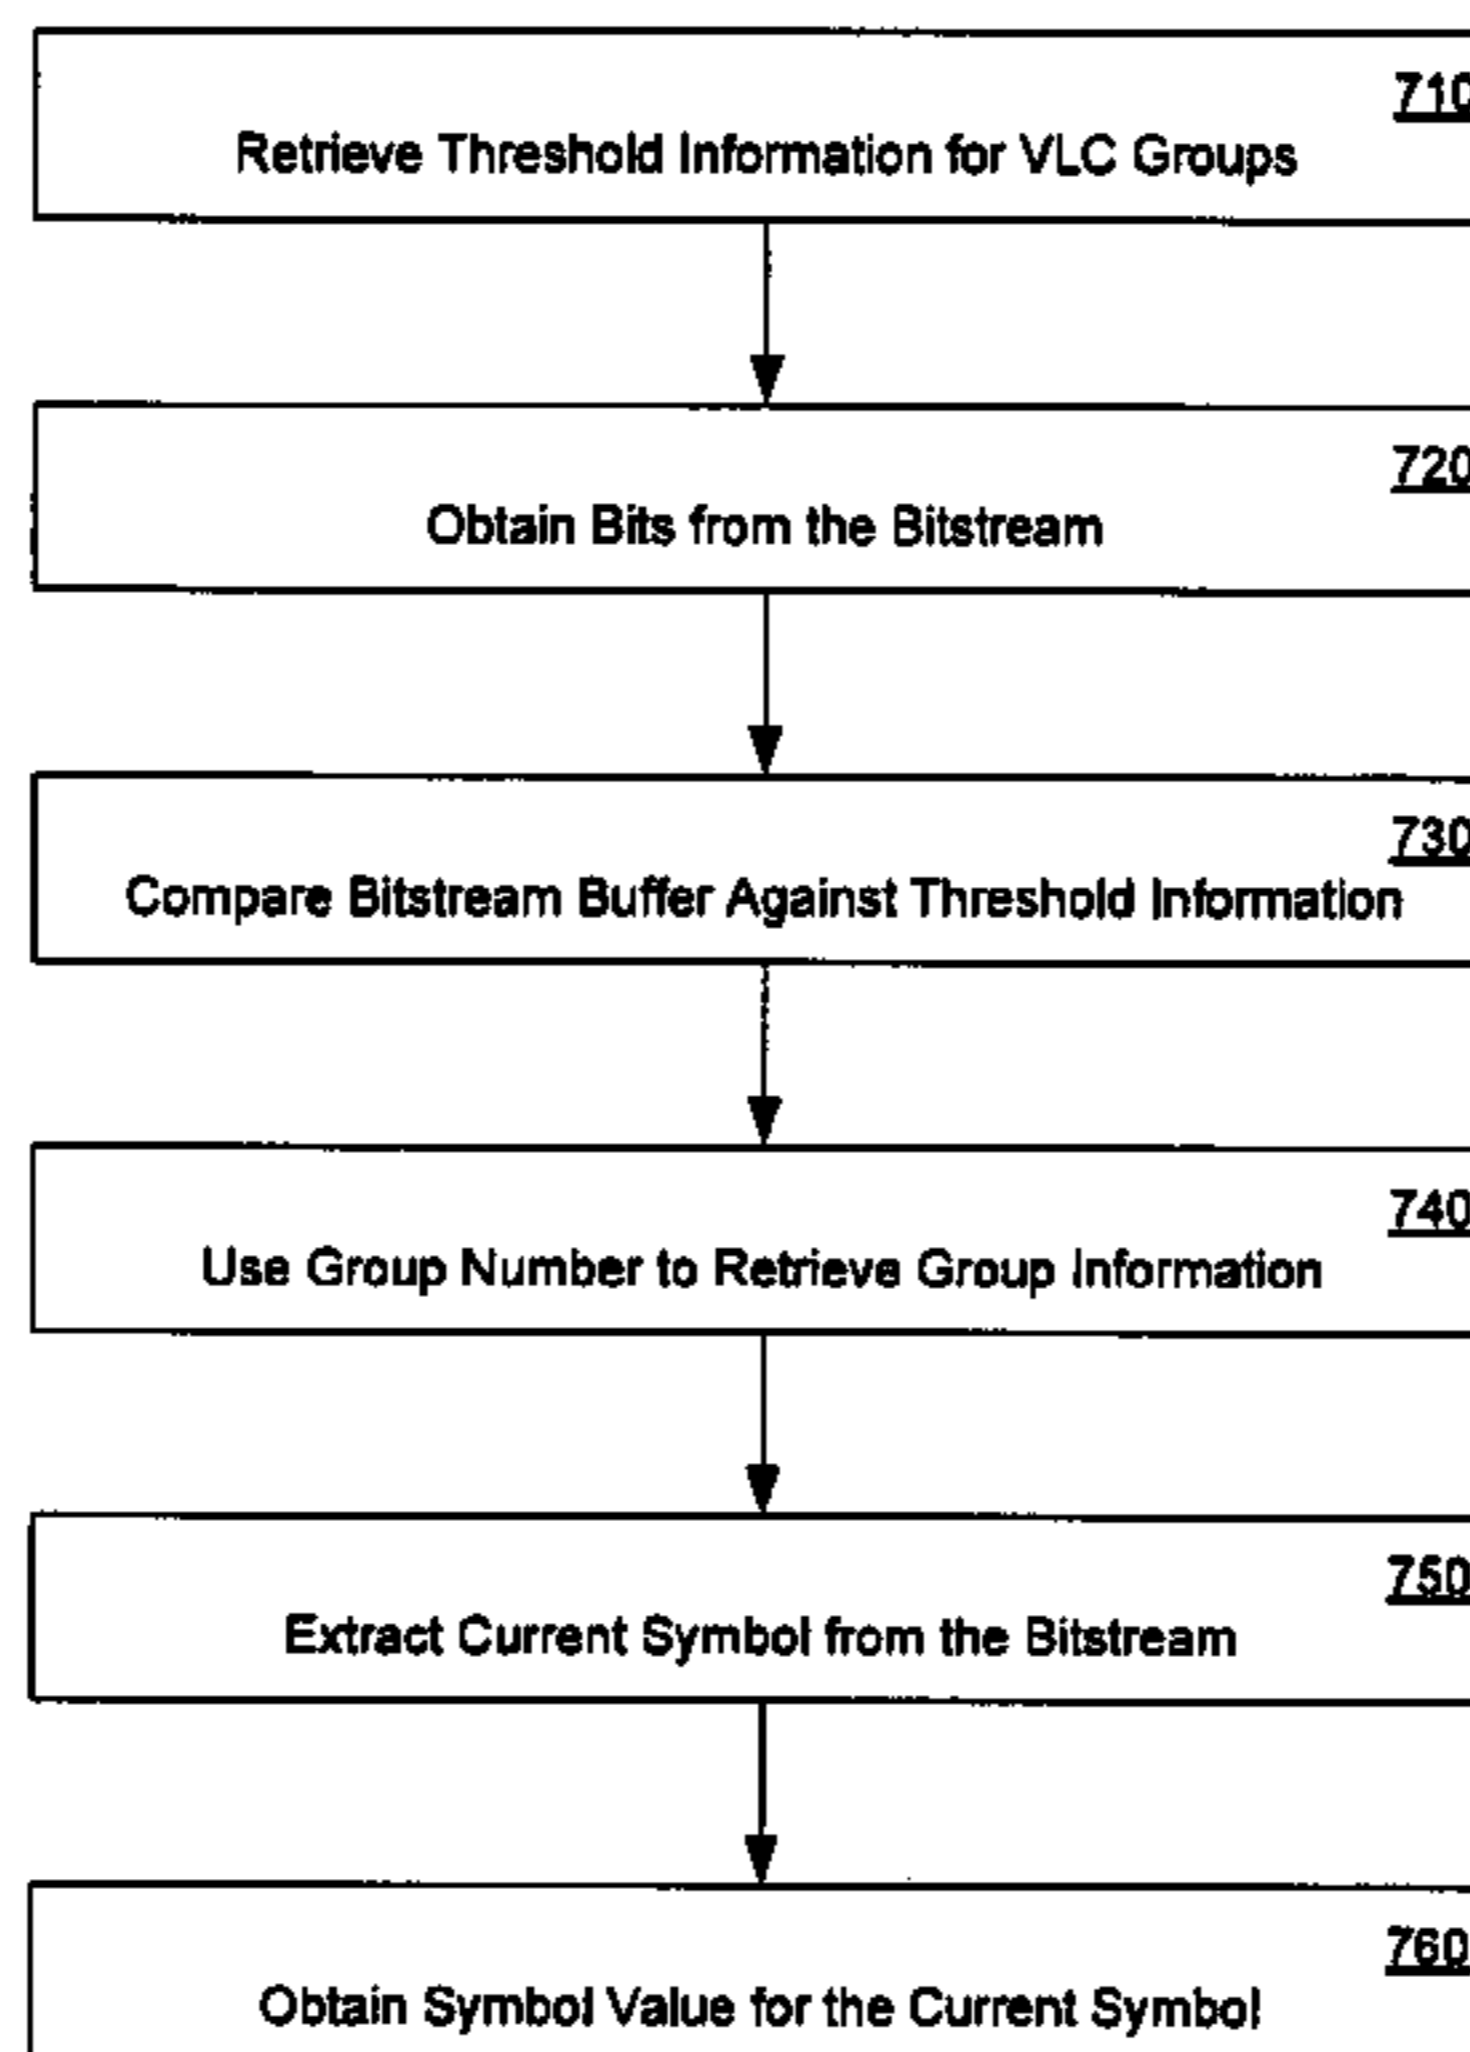 710
Retrieve Threshold Information for VLC Groups
720
Obtain Bits from the Bitstream
730
Compare Bitstream Buffer Against Threshold Information
740
Use Group Number to Retrieve Group Information
750
Extract Current Symbol from the Bitstream
760
Obtain Symbol Value for the Current Symbol